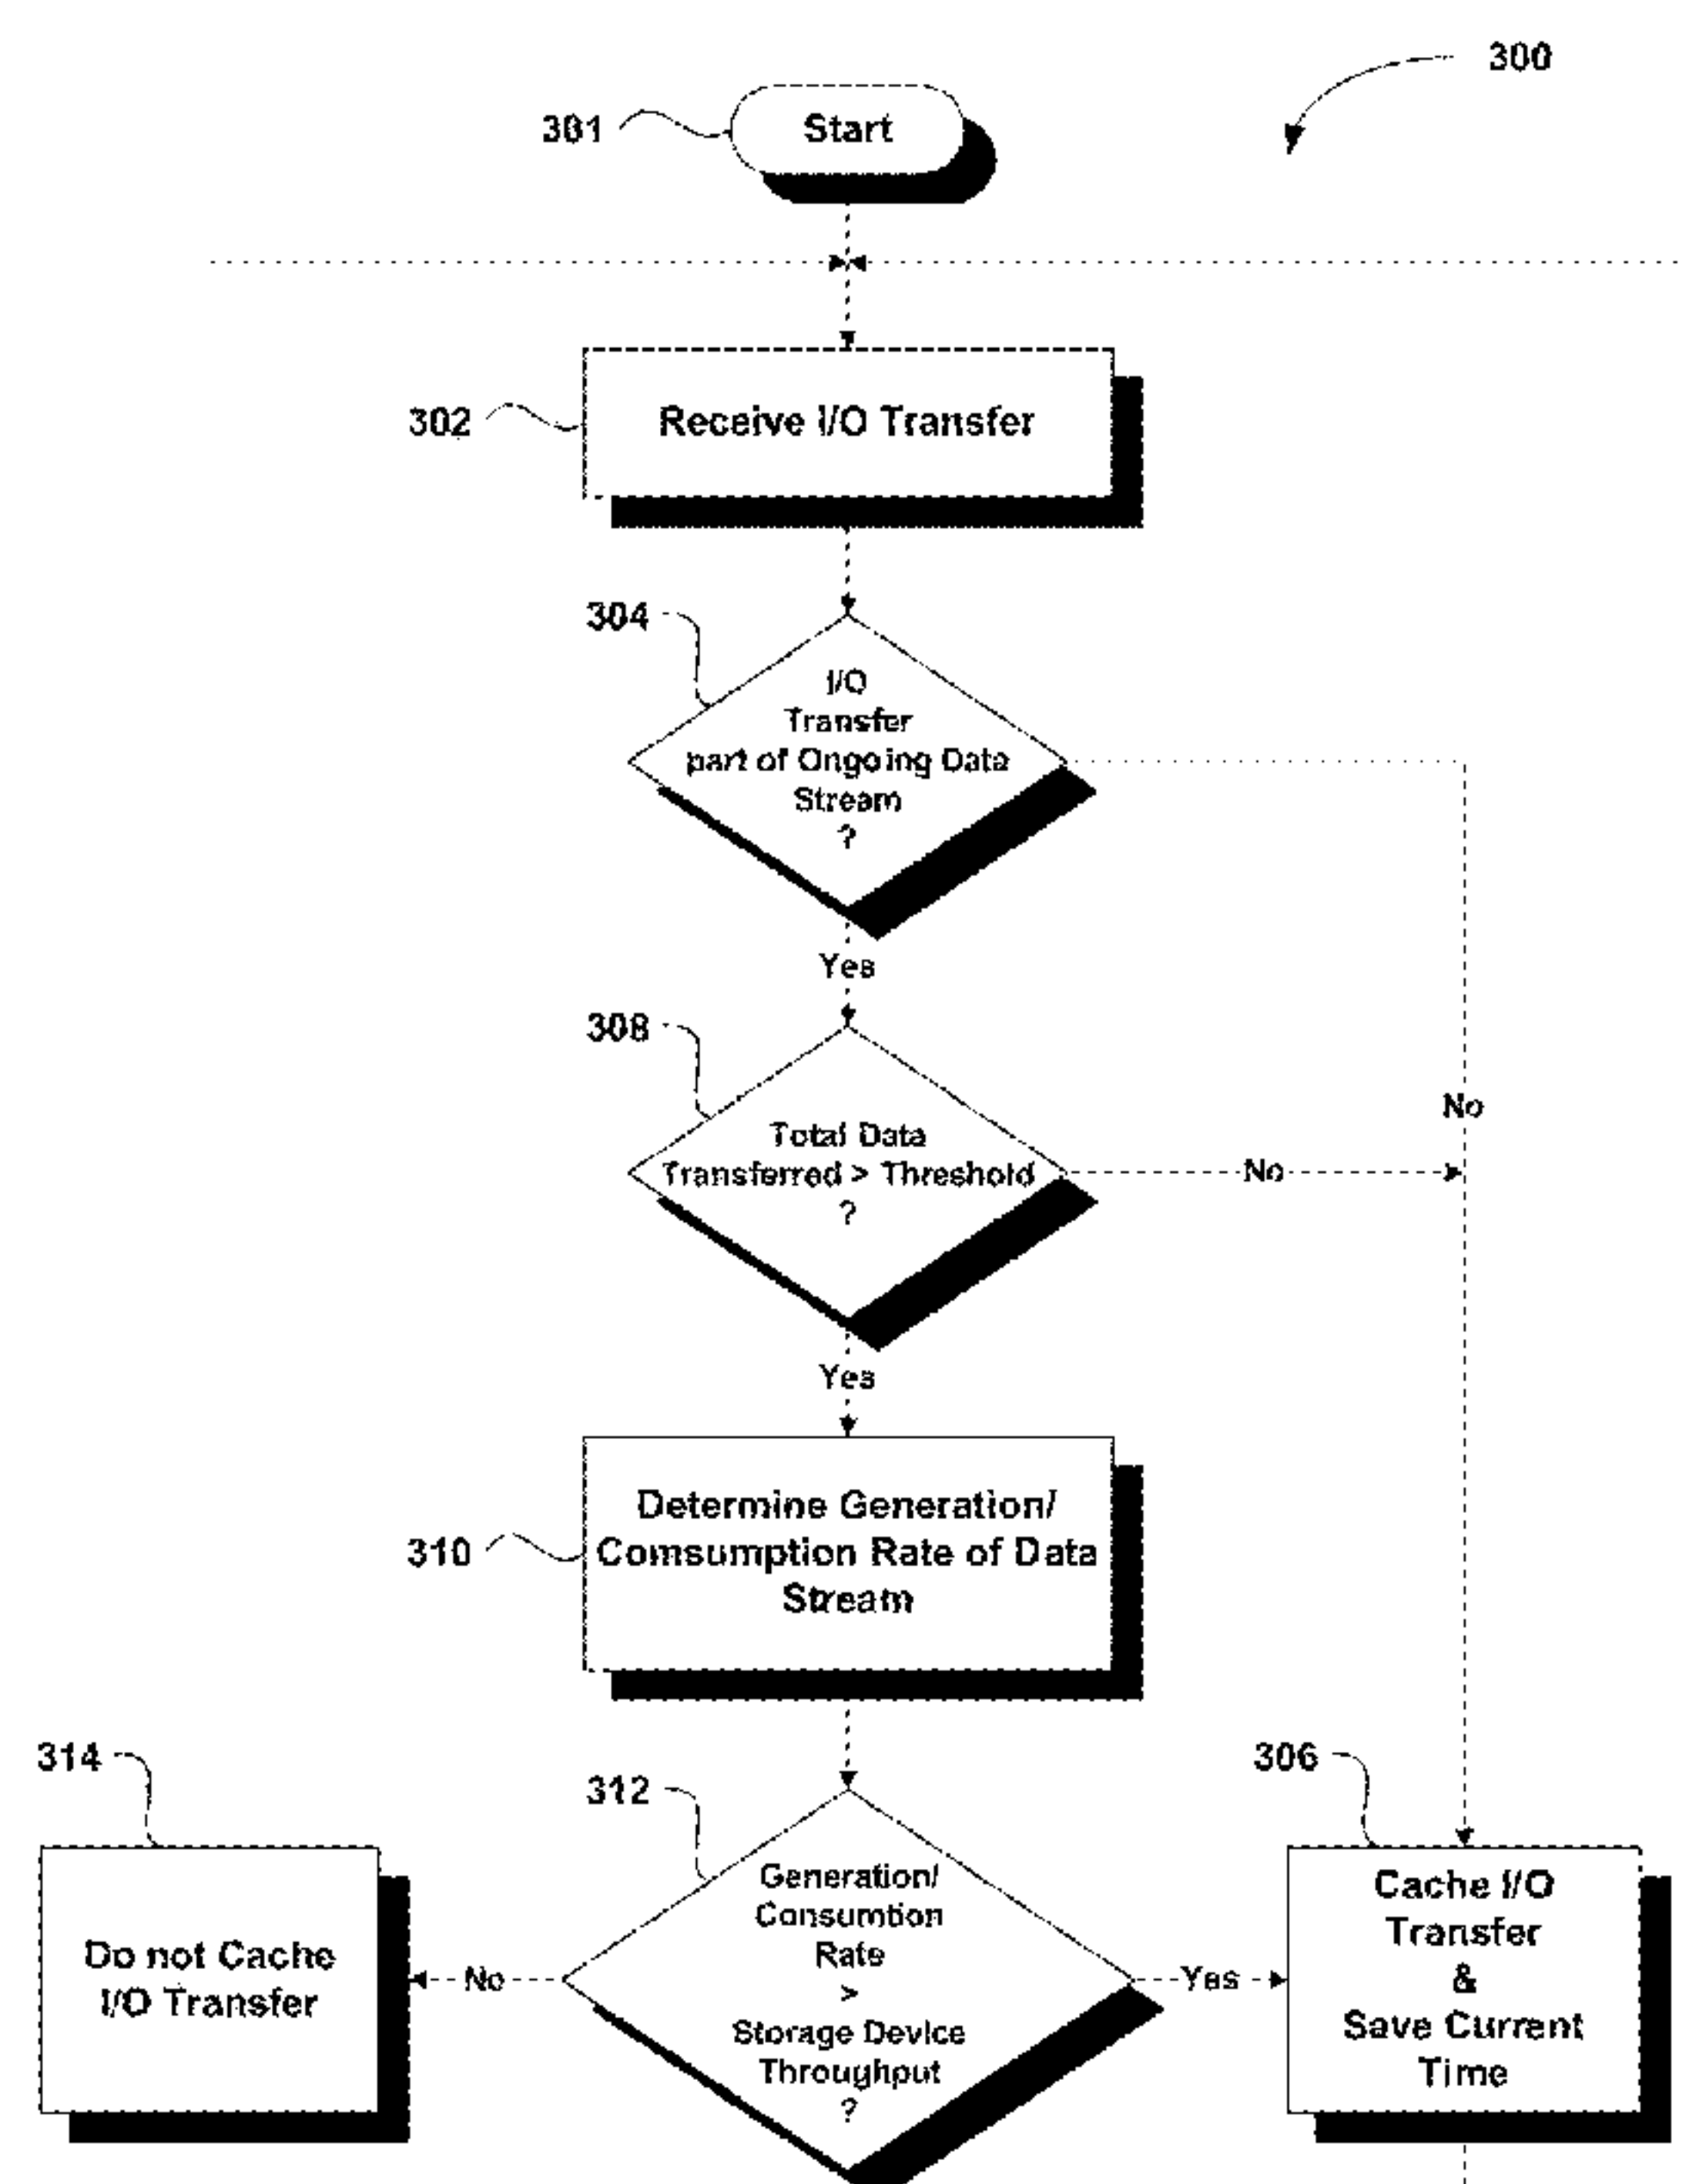 300
301
Start
302
Receive I/O Transfer
304
I/O
Transfer
part of Ongoing Data
Stream
?
Yes
308
No
Total Data
Transferred > Threshold
?
No
Yes
310
Determine Generation/
Comsumption Rate of Data
Stream
314
312
306
Do not Cache
I/O Transfer
No
Generation/
Consumtion
Rate
>
Storage Device
Throughput
?
Yes
Cache I/O
Transfer
&
Save Current
Time